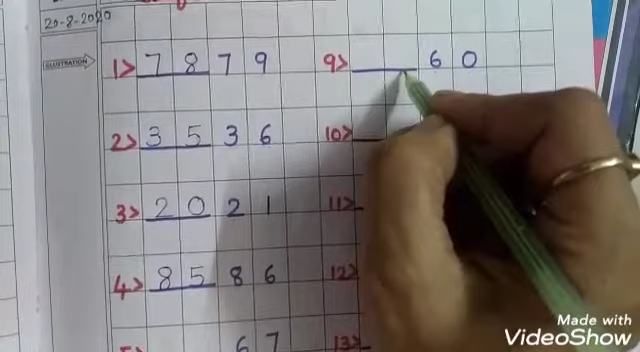 20-8-2020
ILLUSTRATION
1> 7 8 7 9
2> 3 5 3 6
3> 2 0 2 1
4> 8 5 8 6
6 7
9> _ _ 6 0
10>
11>
12>
13>
Made with
VideoShow